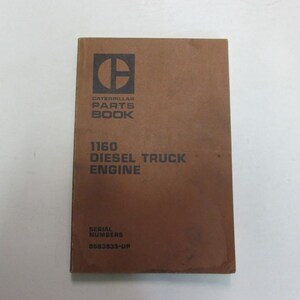 CATERPILLAR
PARTS
BOOK
1160
DIESEL TRUCK
ENGINE
SERIAL
NUMBERS